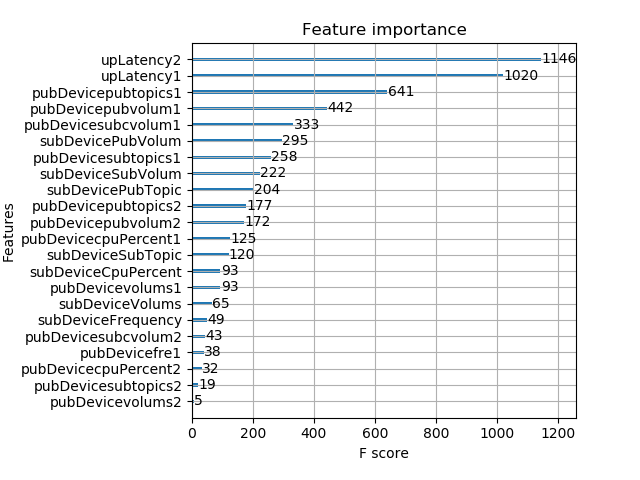 Feature importance
upLatency2 1146
upLatency1 1020
pubDevicepubtopics1 641
pubDevicepubvolum1 442
pubDevicesubcvolum1 333
subDevicePubVolum 295
pubDevicesubtopics1 258
subDeviceSubVolum 222
subDevicePubTopic 204
pubDevicepubtopics2 177
pubDevicepubvolum2 172
pubDevicecpuPercent1 125
subDeviceSubTopic 120
subDeviceCpuPercent 93
pubDevicevolums1 93
subDeviceVolums 65
subDeviceFrequency 49
pubDevicesubcvolum2 43
pubDevicefre1 38
pubDevicecpuPercent2 32
pubDevicesubtopics2 19
pubDevicevolums2 5
Features
0 200 400 600 800 1000 1200
F score